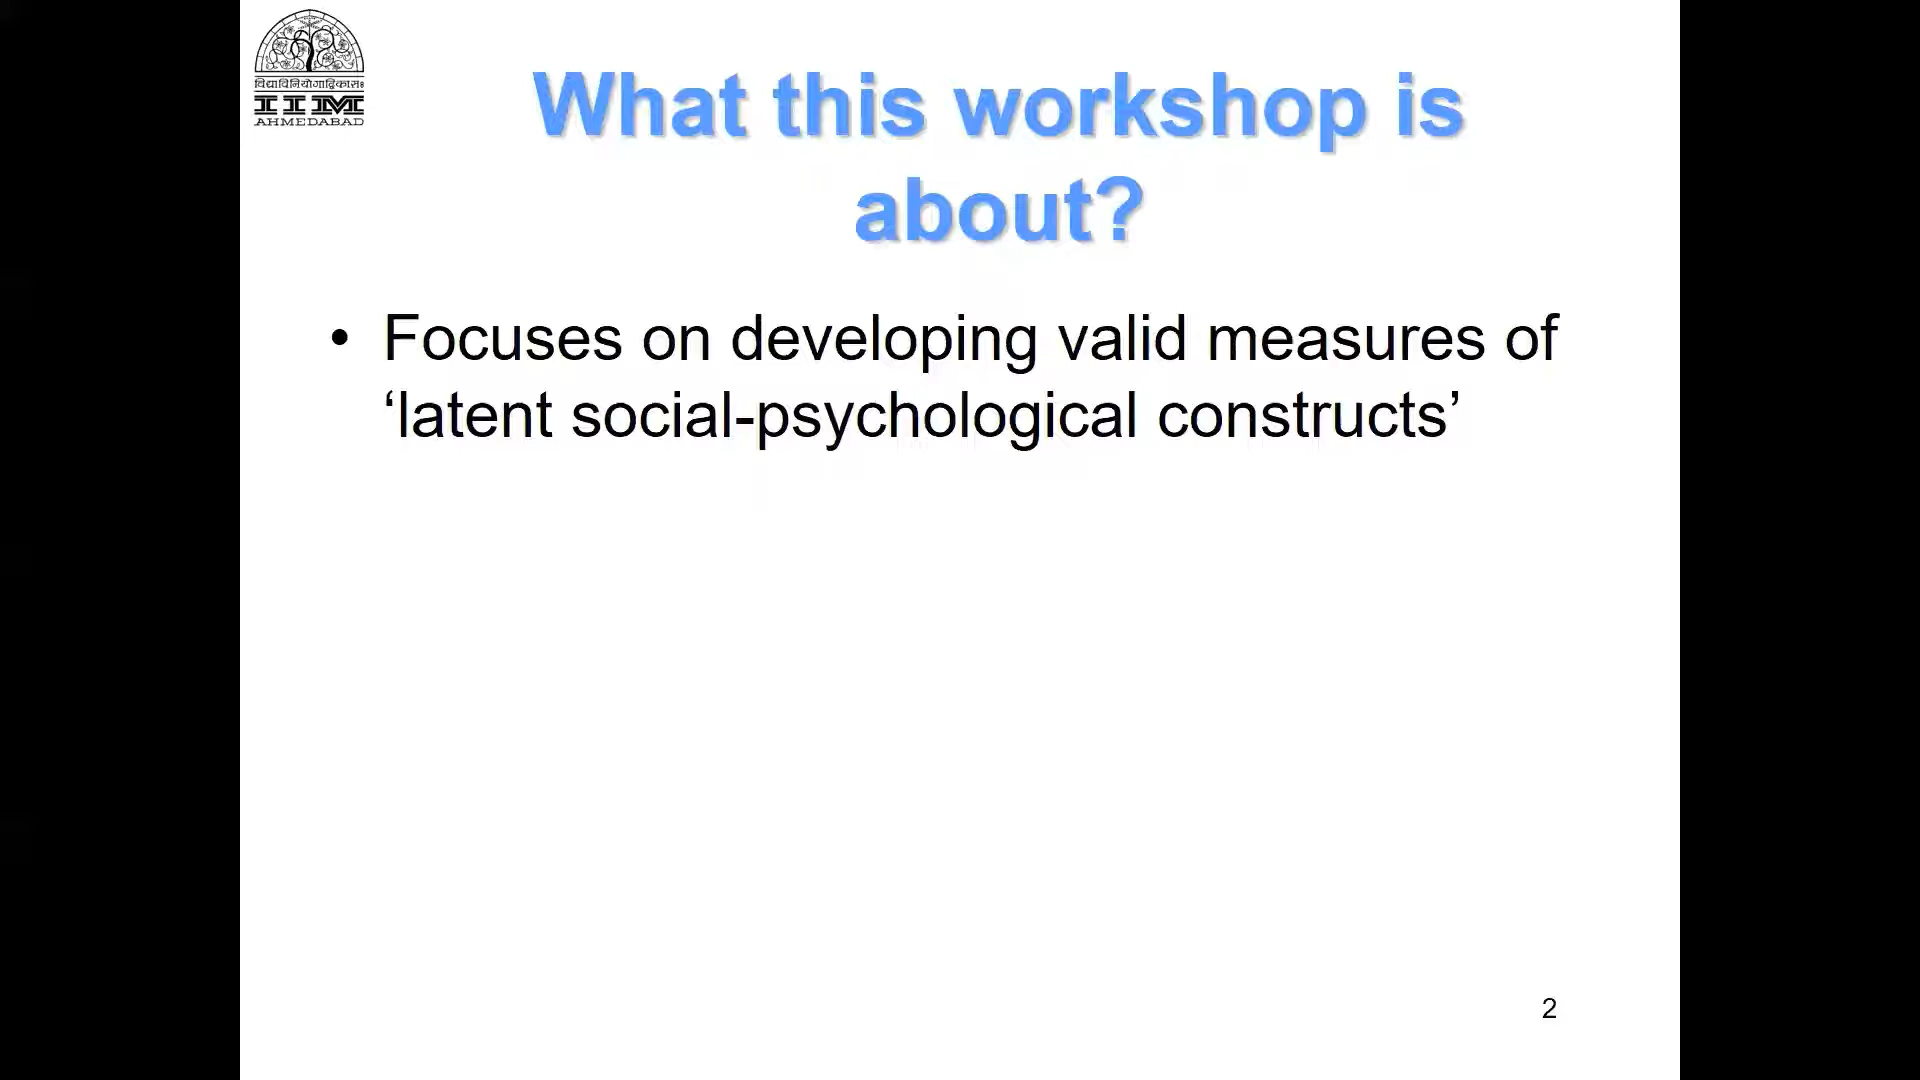 विद्याविनियोगाद्विकासः
IIM
AHMEDABAD
What this workshop is
about?
• Focuses on developing valid measures of
‘latent social-psychological constructs’
2